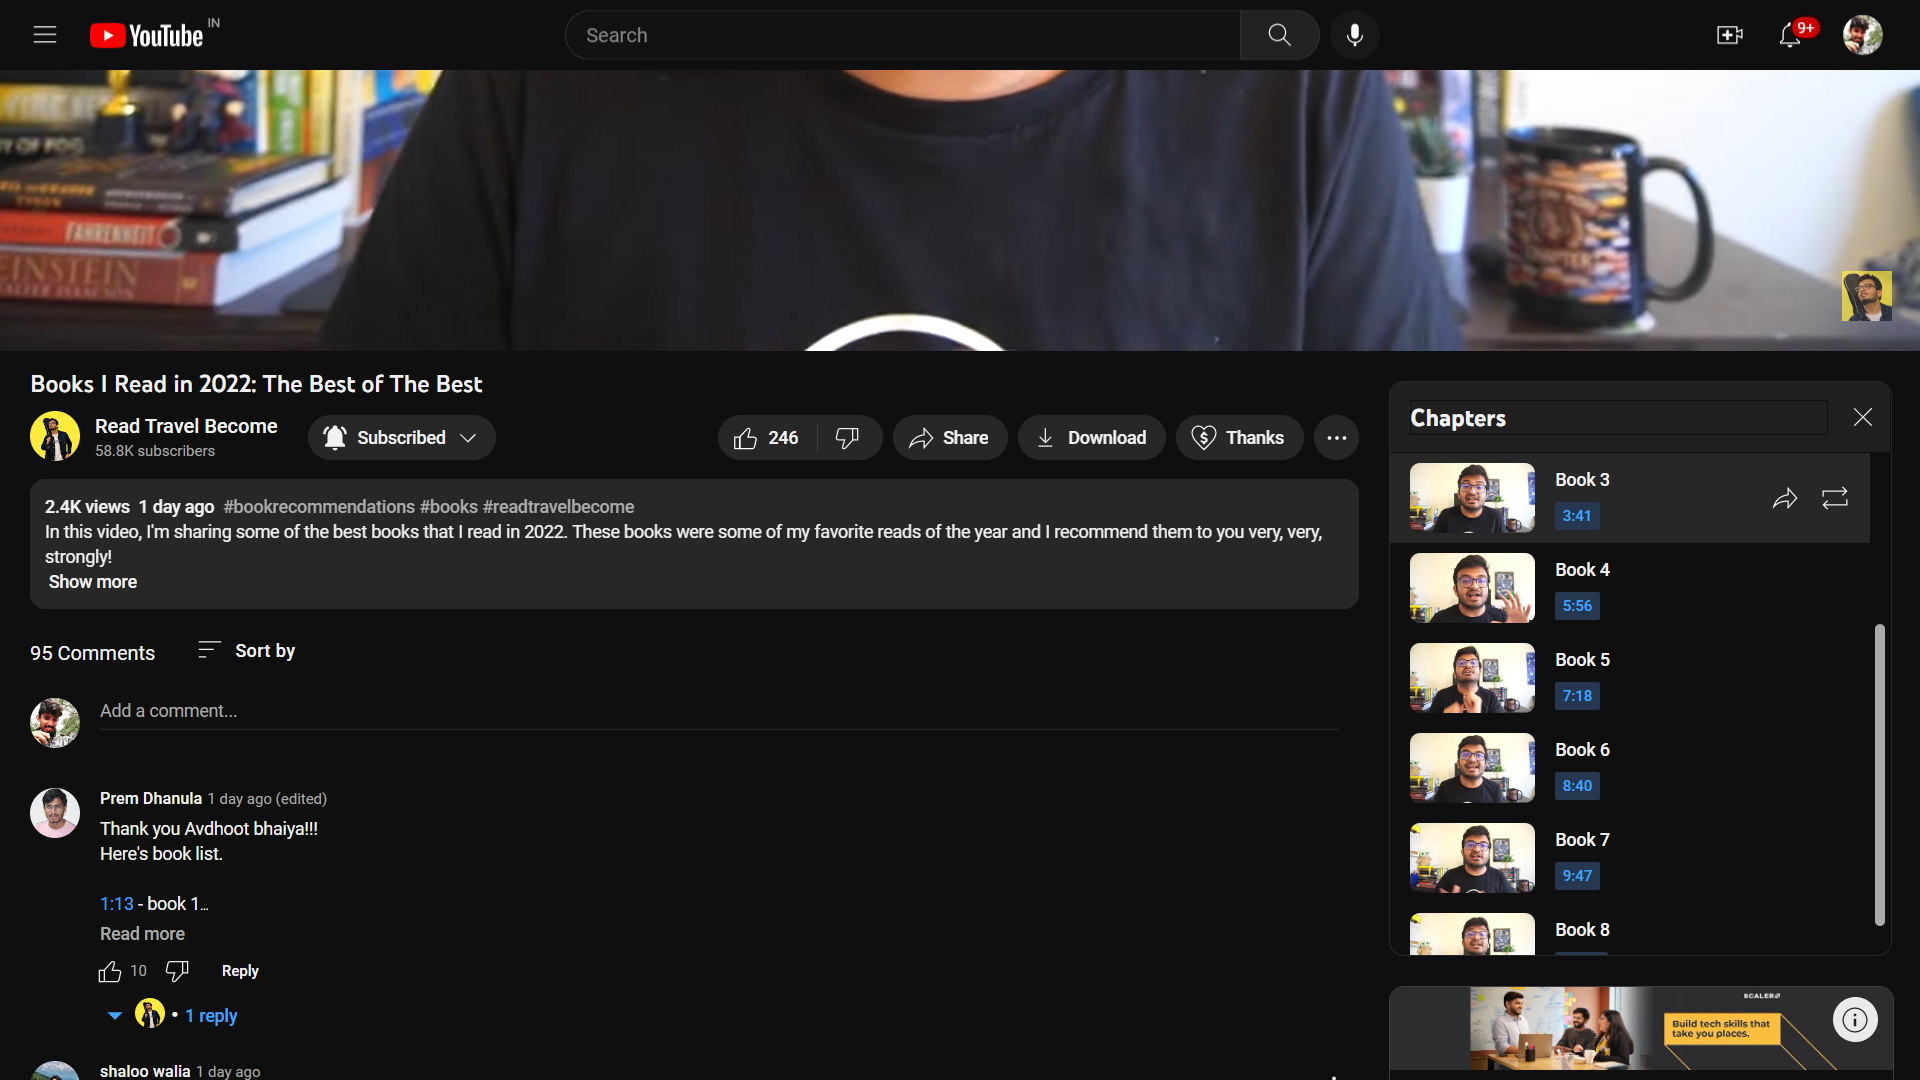 YouTube IN
Search
9+
FAHRENHEIT
EINSTEIN
WALTER ISAACSON
CHAPTER
Books I Read in 2022: The Best of The Best
Read Travel Become
58.8K subscribers
Subscribed
246
Share
Download
Thanks
2.4K views 1 day ago #bookrecommendations #books #readtravelbecome
In this video, I'm sharing some of the best books that I read in 2022. These books were some of my favorite reads of the year and I recommend them to you very, very,
strongly!
Show more
95 Comments
Sort by
Add a comment...
Prem Dhanula 1 day ago (edited)
Thank you Avdhoot bhaiya!!!
Here's book list.
1:13 - book 1...
Read more
10
Reply
• 1 reply
shaloo walia 1 day ago
Chapters
Book 3
3:41
Book 4
5:56
Book 5
7:18
Book 6
8:40
Book 7
9:47
Book 8
SCALER
Build tech skills that
take you places.